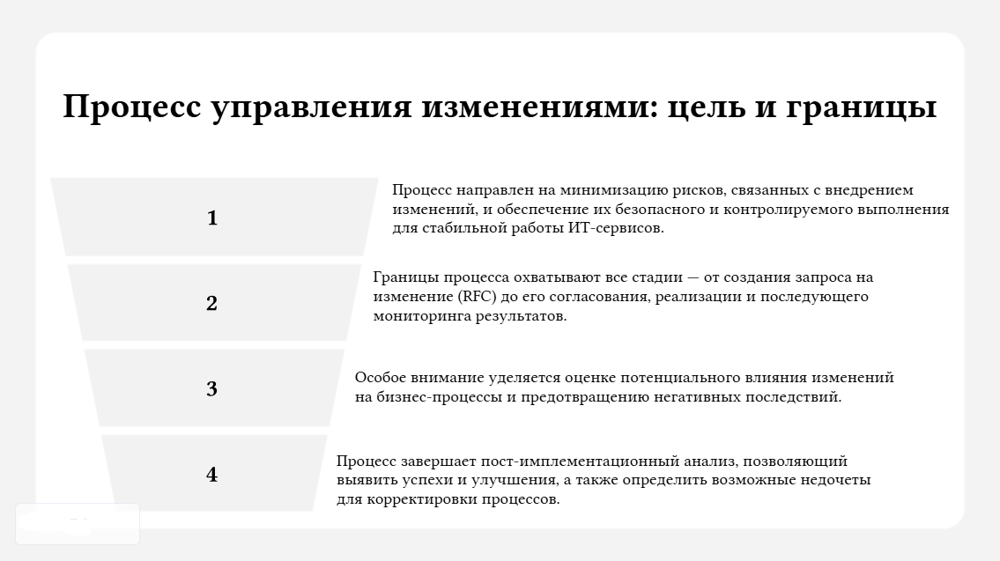 Процесс управления изменениями: цель и границы
1
Процесс направлен на минимизацию рисков, связанных с внедрением
изменений, и обеспечение их безопасного и контролируемого выполнения
для стабильной работы ИТ-сервисов.
2
Границы процесса охватывают все стадии — от создания запроса на
изменение (RFC) до его согласования, реализации и последующего
мониторинга результатов.
3
Особое внимание уделяется оценке потенциального влияния изменений
на бизнес-процессы и предотвращению негативных последствий.
4
Процесс завершает пост-имплементационный анализ, позволяющий
выявить успехи и улучшения, а также определить возможные недочеты
для корректировки процессов.